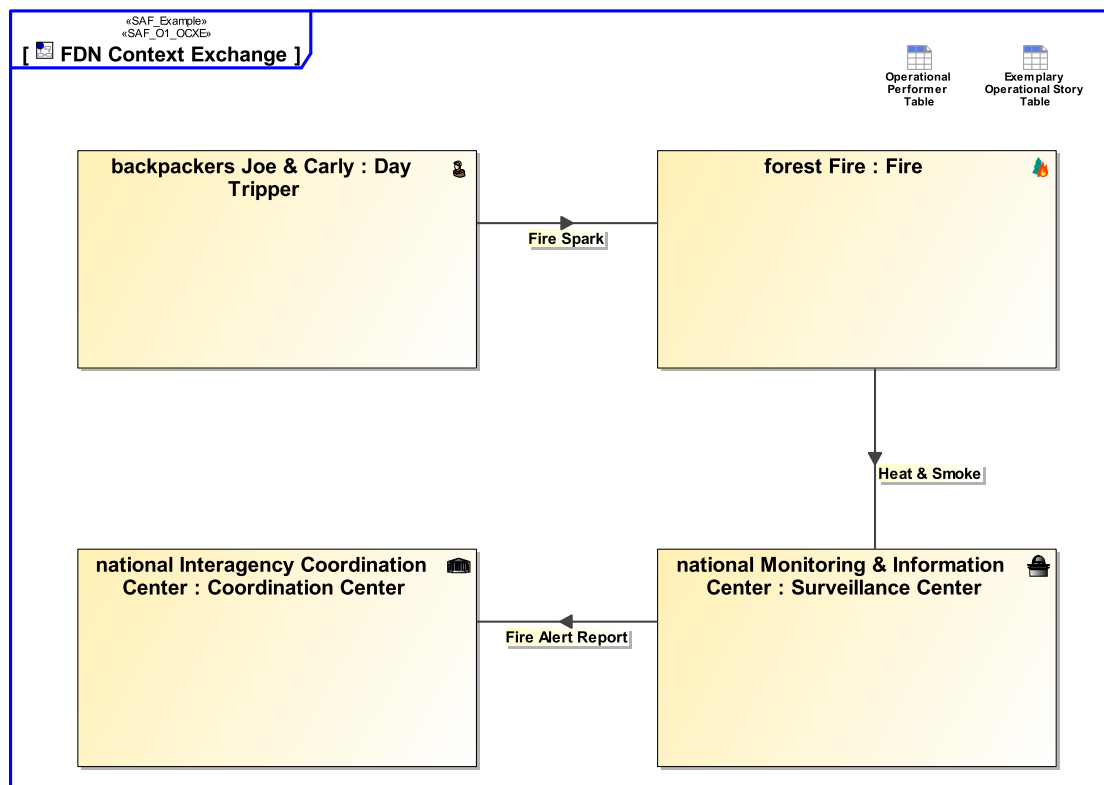 «SAF_Example»
«SAF_O1_OCXE»
[ FDN Context Exchange ]
Operational
Performer
Table
Exemplary
Operational Story
Table
backpackers Joe & Carly : Day
Tripper
forest Fire : Fire
Fire Spark
Heat & Smoke
national Interagency Coordination
Center : Coordination Center
national Monitoring & Information
Center : Surveillance Center
Fire Alert Report